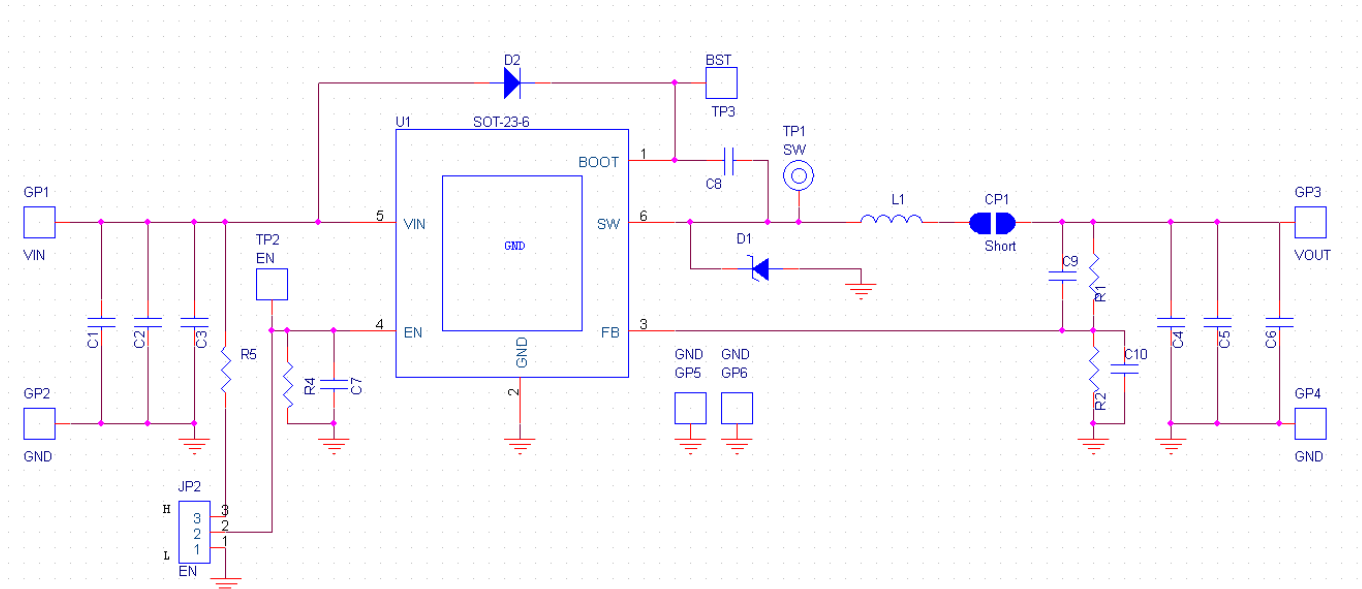 D2
BST
TP3
U1
SOT-23-6
TP1
SW
BOOT
1
C8
GP1
VIN
5
VIN
SW
6
L1
CP1
Short
GP3
VOUT
TP2
EN
GND
D1
C9
R1
C1
C2
C3
R5
4
EN
FB
3
GND
2
R4
C7
GND
GP5
GND
GP6
C10
R2
C4
C5
C6
GP2
GND
GP4
GND
JP2
H
3
3
2
2
1
1
L
EN